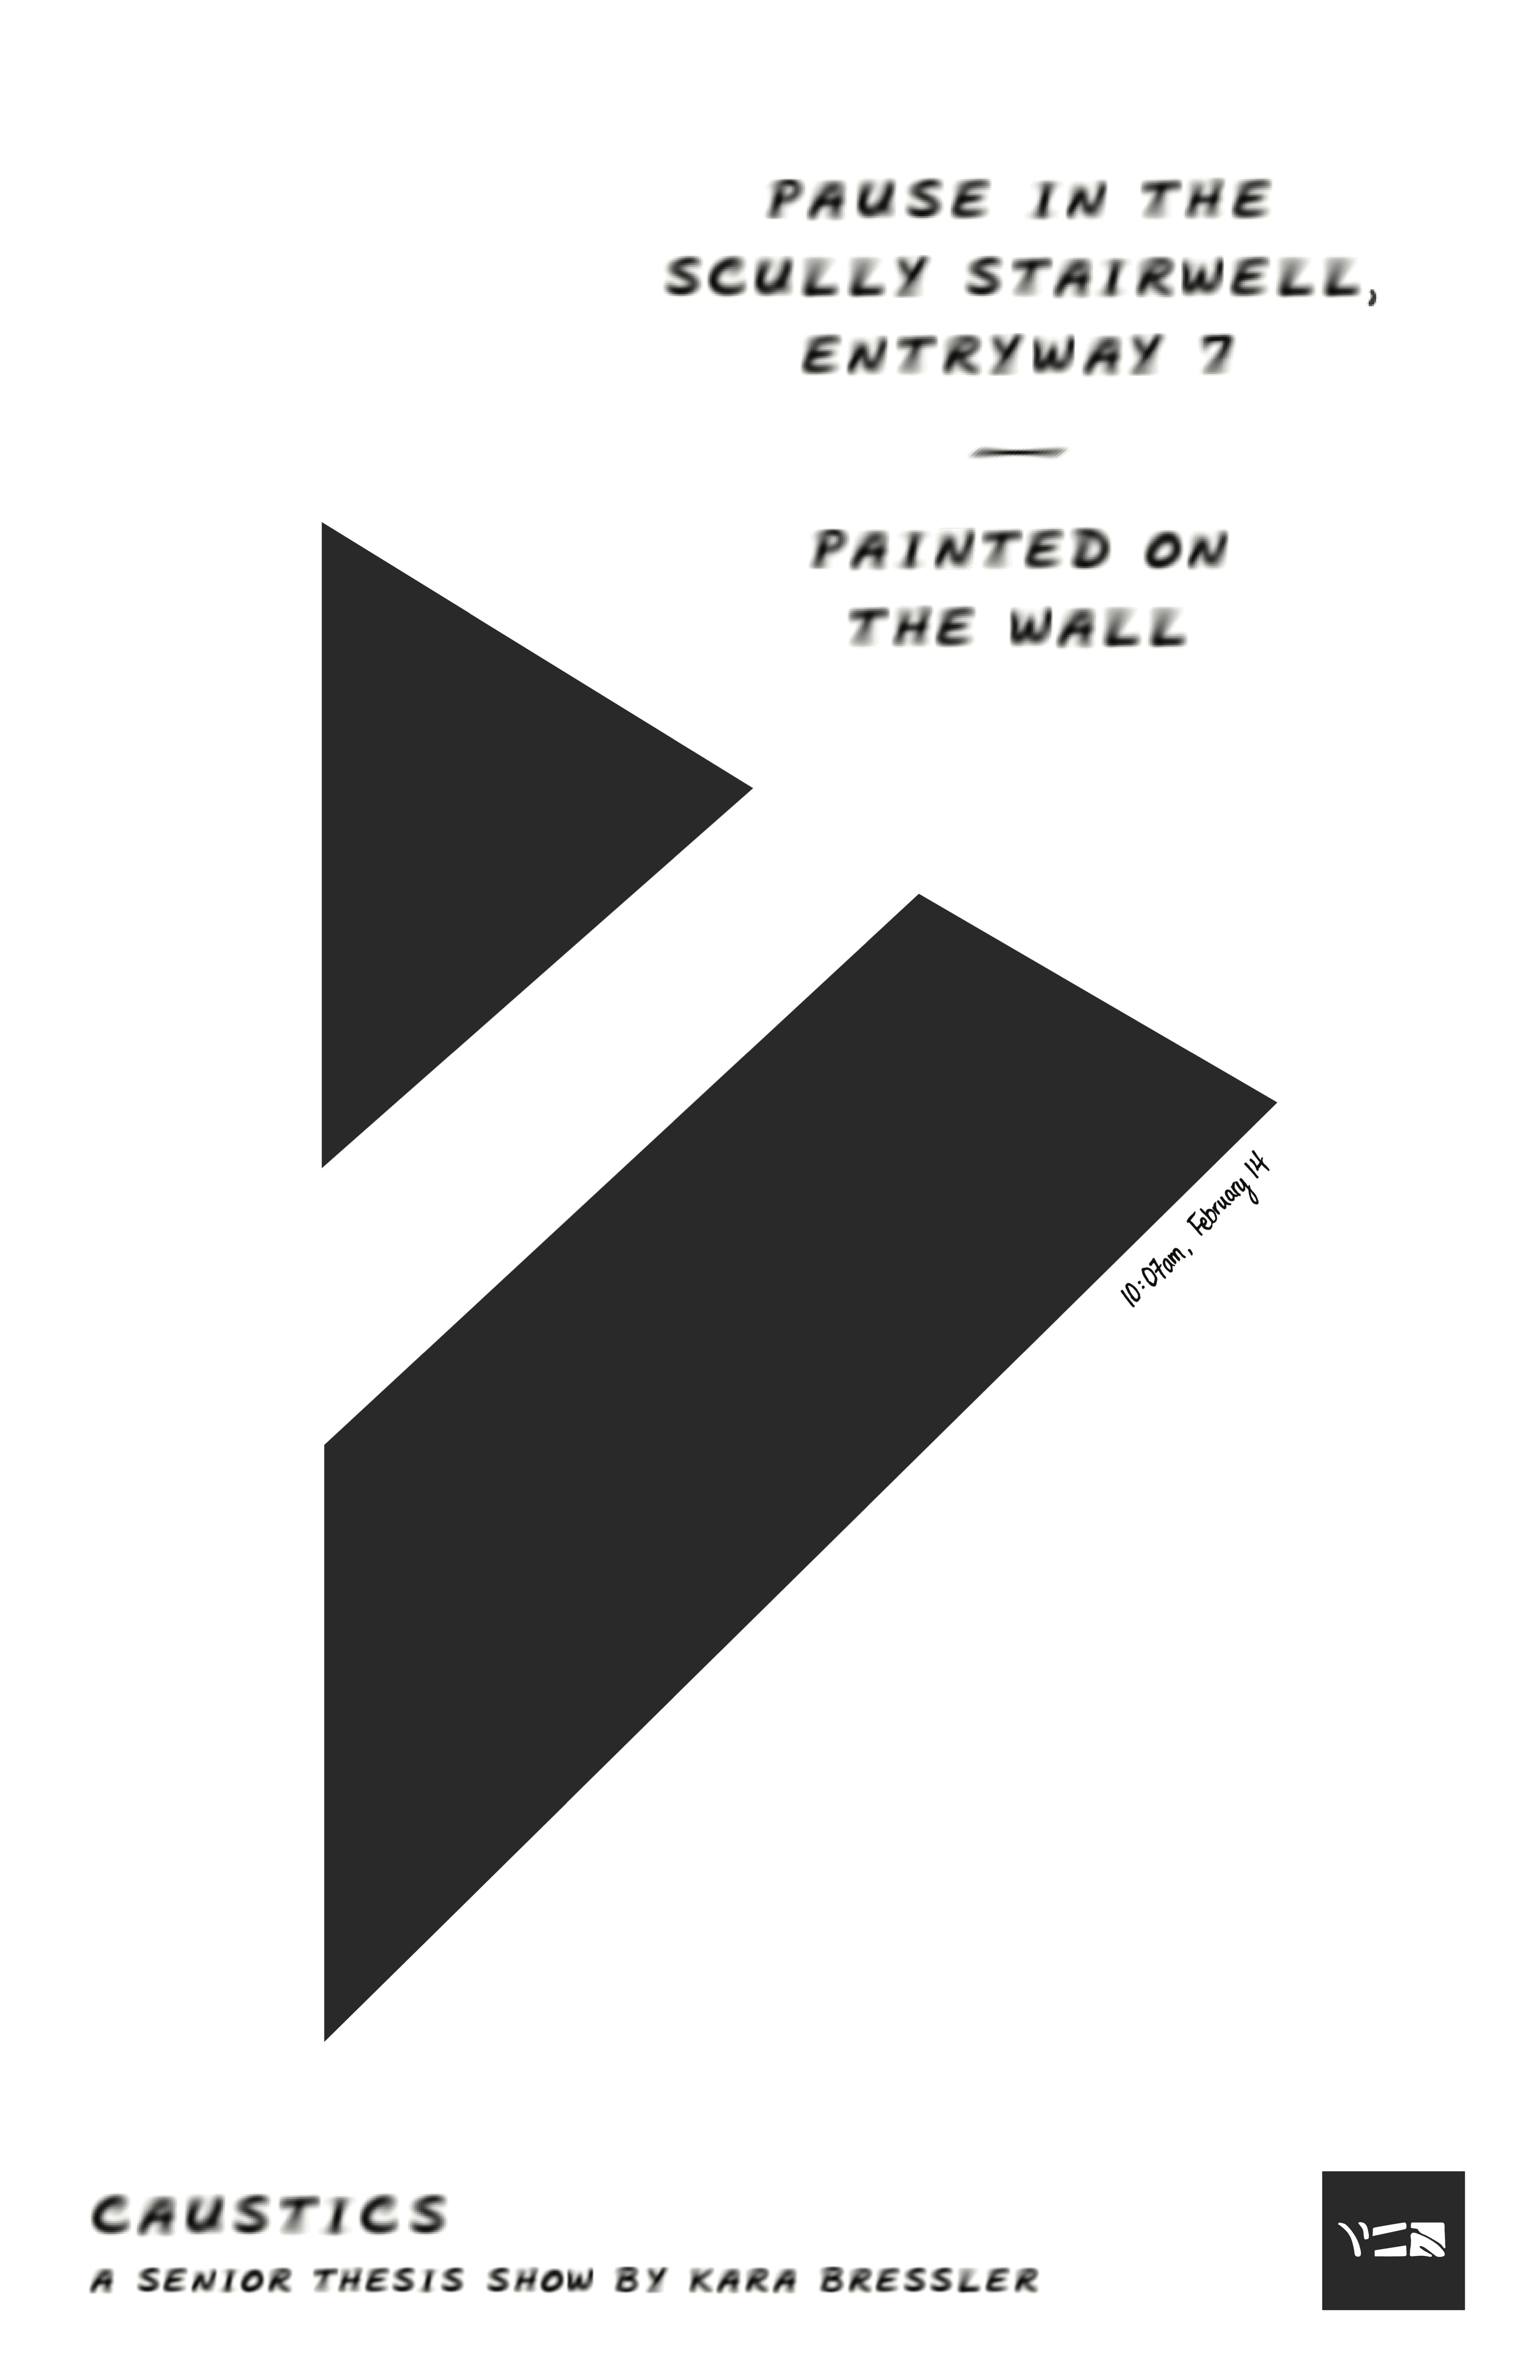 PAUSE IN THE
SCULLY STAIRWELL,
ENTRYWAY 7
—
PAINTED ON
THE WALL
10:07am, February 14
CAUSTICS
A SENIOR THESIS SHOW BY KARA BRESSLER